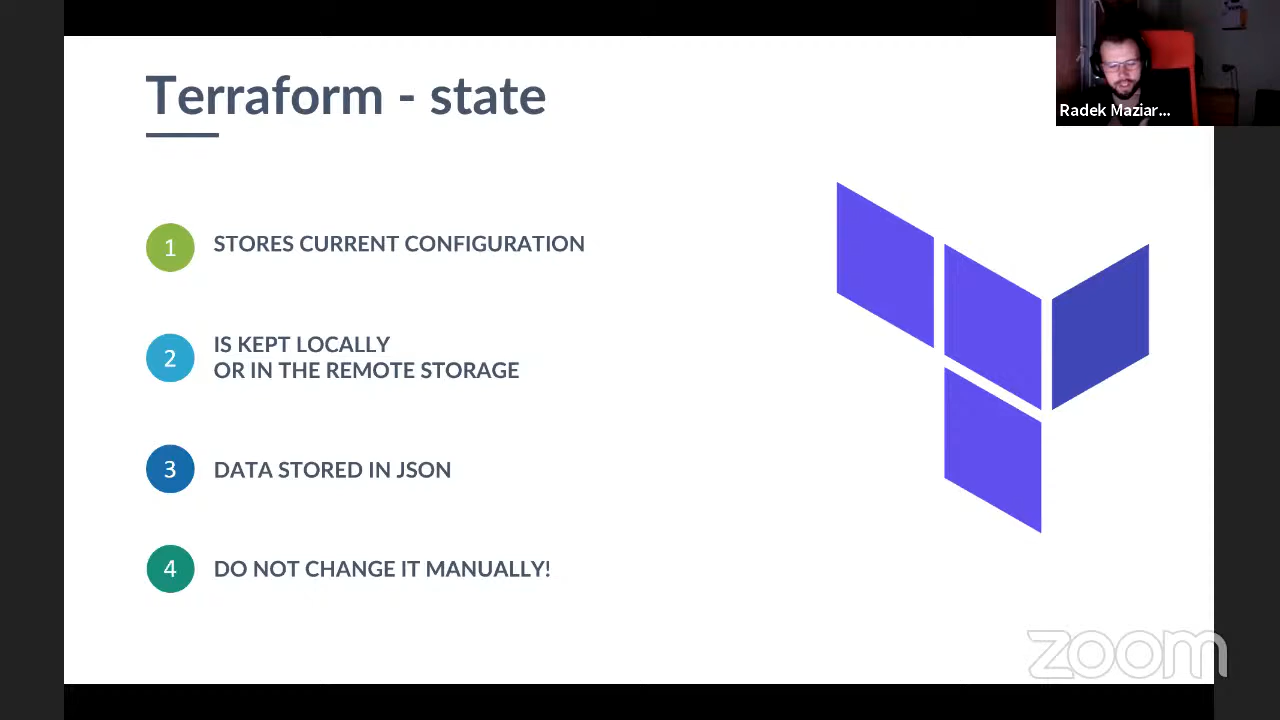 Terraform - state
Radek Maziar...
1
STORES CURRENT CONFIGURATION
2
IS KEPT LOCALLY
OR IN THE REMOTE STORAGE
3
DATA STORED IN JSON
4
DO NOT CHANGE IT MANUALLY!
zoom